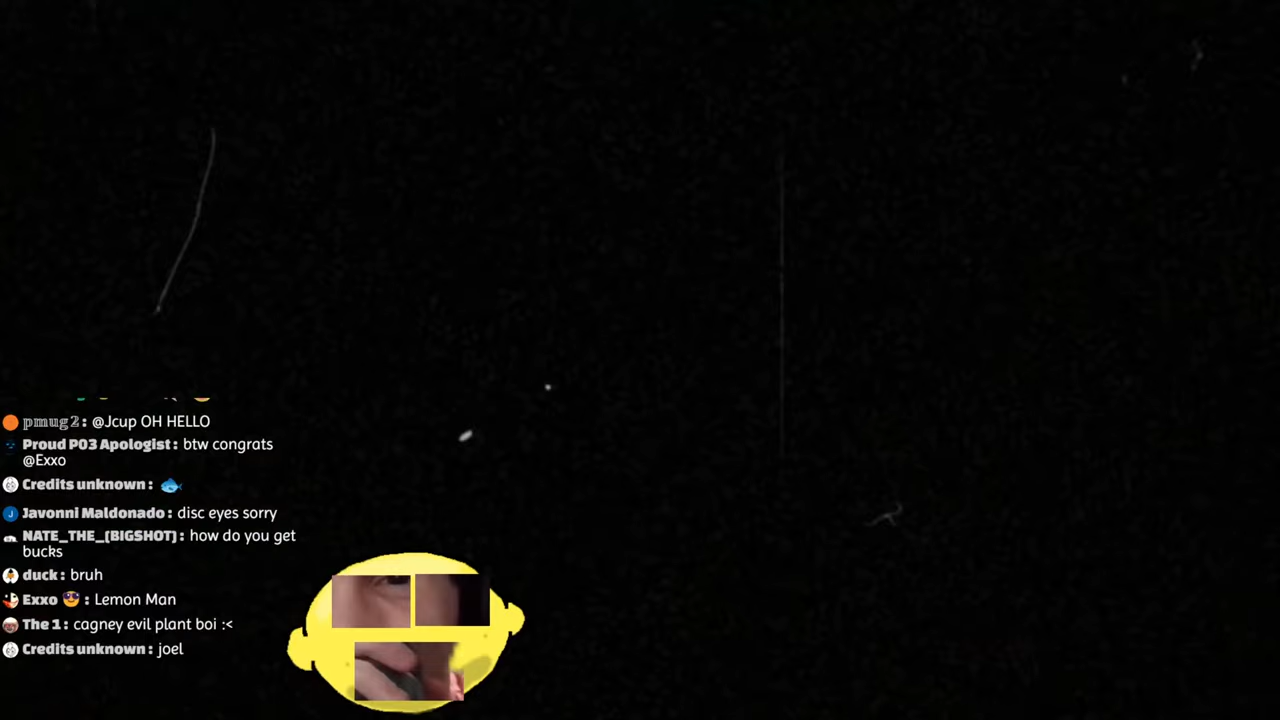 pmug2: @Jcup OH HELLO
Proud P03 Apologist: btw congrats
@Exxo
Credits unknown: 🐟
Javonni Maldonado: disc eyes sorry
NATE_THE_[BIGSHOT]: how do you get
bucks
duck: bruh
Exxo 😎: Lemon Man
The 1: cagney evil plant boi :<
Credits unknown: joel